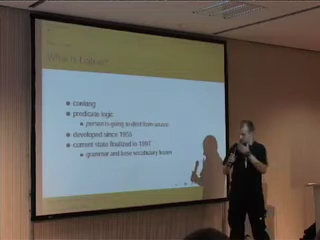 What is Lojban?
conlang
predicate logic
developed since 1955
current state finalized in 1997
grammar and base vocabulary frozen